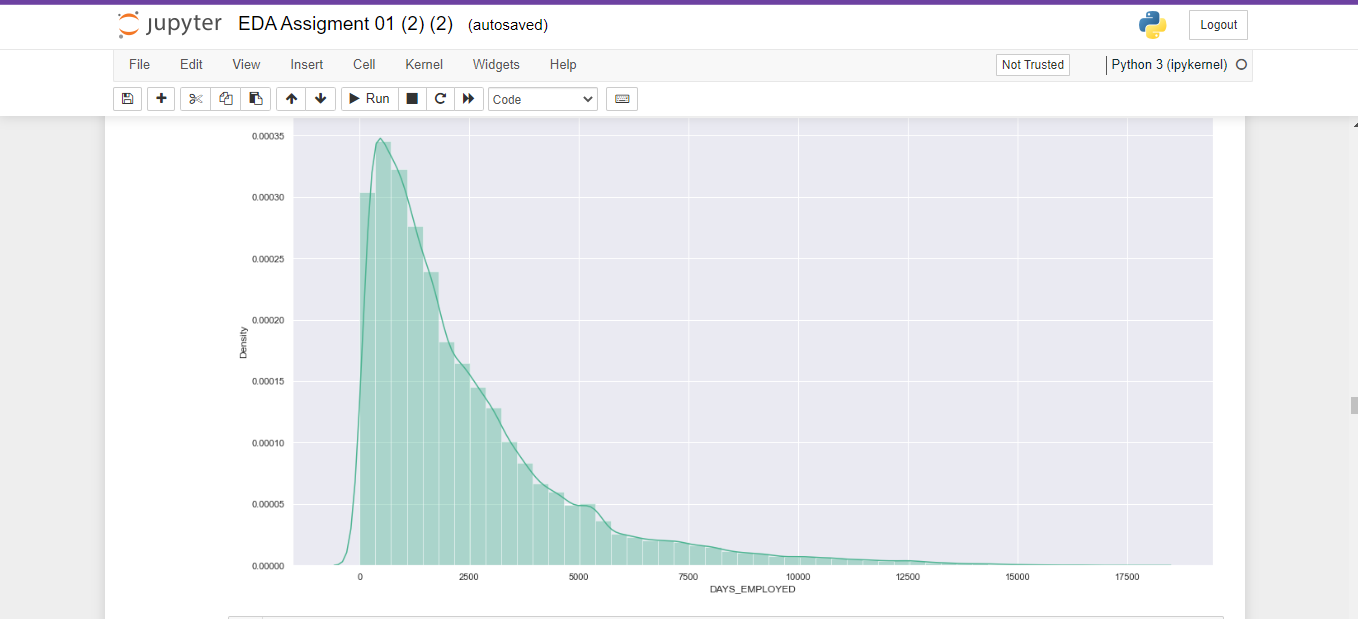 jupyter EDA Assigment 01 (2) (2) (autosaved) Logout
File Edit View Insert Cell Kernel Widgets Help Not Trusted Python 3 (ipykernel)
Run Code
0.00035
0.00030
0.00025
0.00020
0.00015
0.00010
0.00005
0.00000
Density
0 2500 5000 7500 10000 12500 15000 17500
DAYS_EMPLOYED